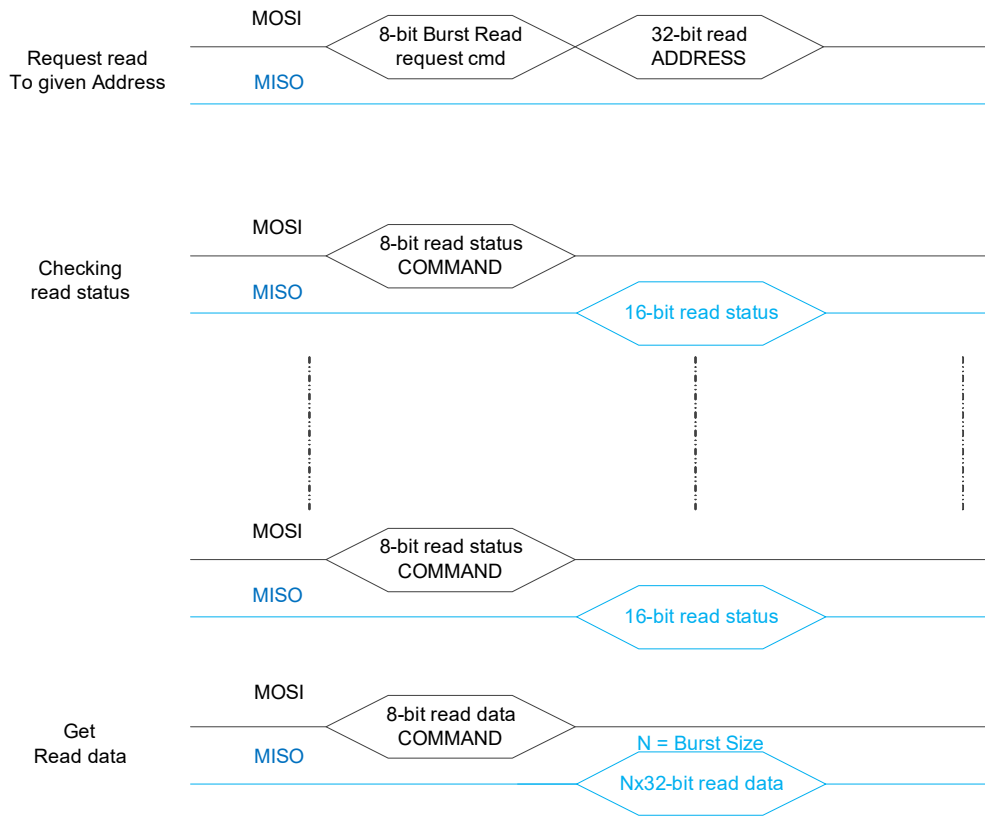 MOSI
8-bit Burst Read
request cmd
32-bit read
ADDRESS
Request read
To given Address
MISO
MOSI
8-bit read status
COMMAND
Checking
read status
MISO
16-bit read status
MOSI
8-bit read status
COMMAND
MISO
16-bit read status
MOSI
8-bit read data
COMMAND
Get
Read data
MISO
N = Burst Size
Nx32-bit read data